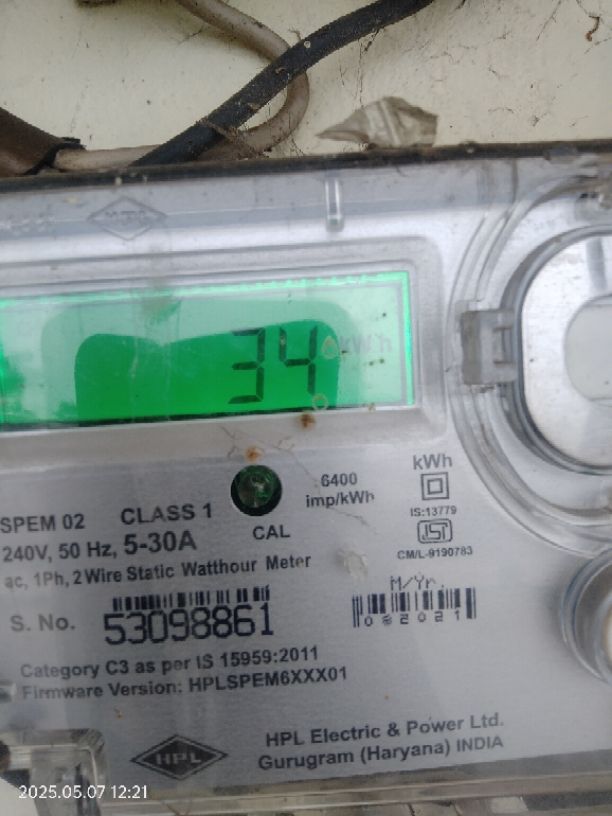 34 kWh
6400
imp/kWh
kWh
IS:13779
CM/L-9190783
SPEM 02 CLASS 1
CAL
240V, 50 Hz, 5-30A
ac, 1Ph, 2 Wire Static Watthour Meter
M/Yr.
082021
S. No. 53098861
Category C3 as per IS 15959:2011
Firmware Version: HPLSPEM6XXX01
HPL
HPL Electric & Power Ltd.
Gurugram (Haryana) INDIA
2025.05.07 12:21